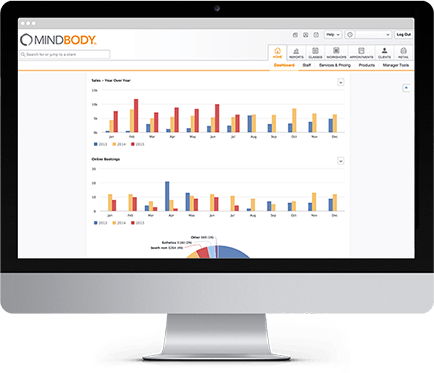 MINDBODY
Help
Log Out
Search for or jump to a client
HOME REPORTS CLASSES WORKSHOPS APPOINTMENTS CLIENTS RETAIL
Dashboard Staff Services & Pricing Products Manager Tools
Sales - Year Over Year
15k
10k
5k
0
Jan Feb Mar Apr May Jun Jul Aug Sep Oct Nov Dec
2013 2014 2015
Online Bookings
0
Jan Feb Mar Apr May Jun Jul Aug Sep Oct Nov Dec
2013 2014 2015
Other
Esthetics